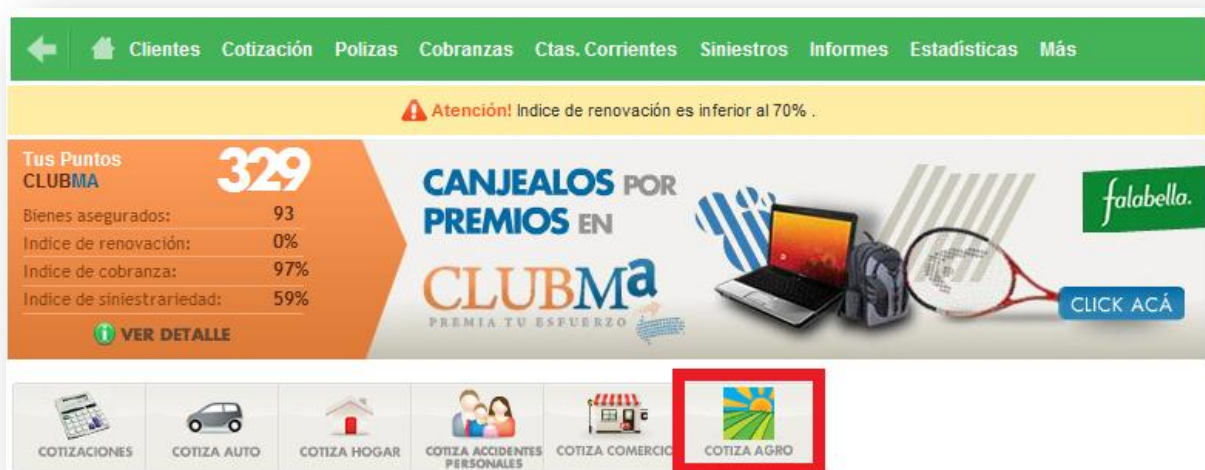 Clientes Cotización Polizas Cobranzas Ctas. Corrientes Siniestros Informes Estadísticas Más
Atención! Indice de renovación es inferior al 70% .
Tus Puntos
CLUBMA
329
Bienes asegurados: 93
Indice de renovación: 0%
Indice de cobranza: 97%
Indice de siniestrariedad: 59%
VER DETALLE
CANJEALOS POR
PREMIOS EN
CLUBMa
PREMIA TU ESFUERZO
falabella.
CLICK ACÁ
COTIZACIONES
COTIZA AUTO
COTIZA HOGAR
COTIZA ACCIDENTES
PERSONALES
COTIZA COMERCIO
COTIZA AGRO